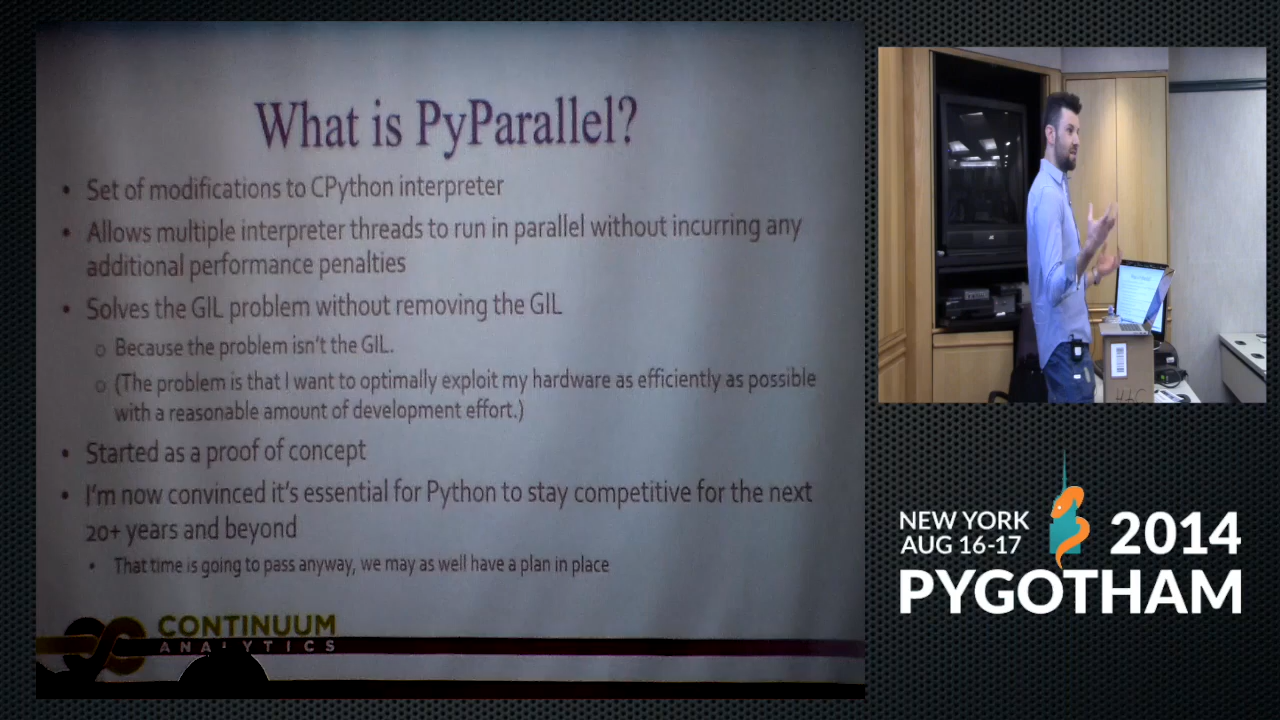 What is PyParallel?
• Set of modifications to CPython interpreter
• Allows multiple interpreter threads to run in parallel without incurring any
additional performance penalties
• Solves the GIL problem without removing the GIL
o Because the problem isn't the GIL.
o (The problem is that I want to optimally exploit my hardware as efficiently as possible
with a reasonable amount of development effort.)
• Started as a proof of concept
• I'm now convinced it's essential for Python to stay competitive for the next
20+ years and beyond
• That time is going to pass anyway, we may as well have a plan in place
CONTINUUM
ANALYTICS
NEW YORK
AUG 16-17
2014
PYGOTHAM